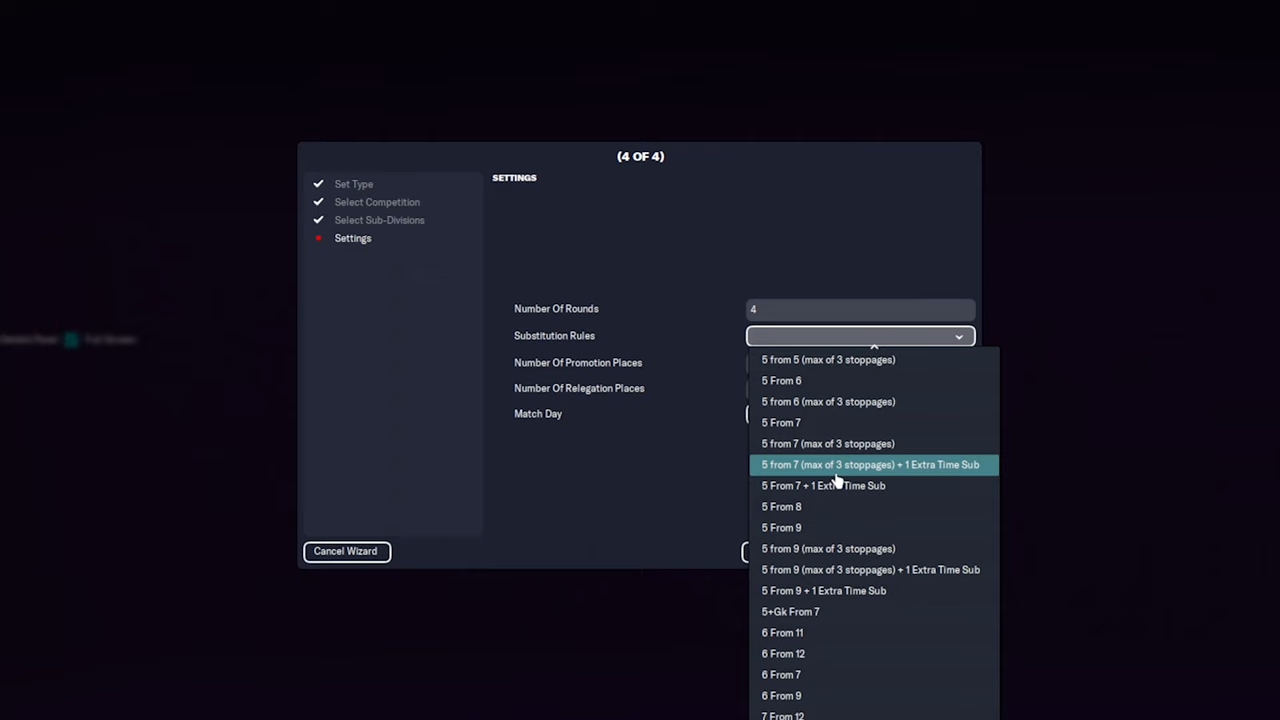 (4 OF 4)
Set Type
Select Competition
Select Sub-Divisions
Settings
SETTINGS
Number Of Rounds
4
Substitution Rules
Number Of Promotion Places
Number Of Relegation Places
Match Day
5 from 5 (max of 3 stoppages)
5 From 6
5 from 6 (max of 3 stoppages)
5 From 7
5 from 7 (max of 3 stoppages)
5 from 7 (max of 3 stoppages) + 1 Extra Time Sub
5 From 7 + 1 Extra Time Sub
5 From 8
5 From 9
5 from 9 (max of 3 stoppages)
5 from 9 (max of 3 stoppages) + 1 Extra Time Sub
5 From 9 + 1 Extra Time Sub
5+Gk From 7
6 From 11
6 From 12
6 From 7
6 From 9
7 From 12
Cancel Wizard